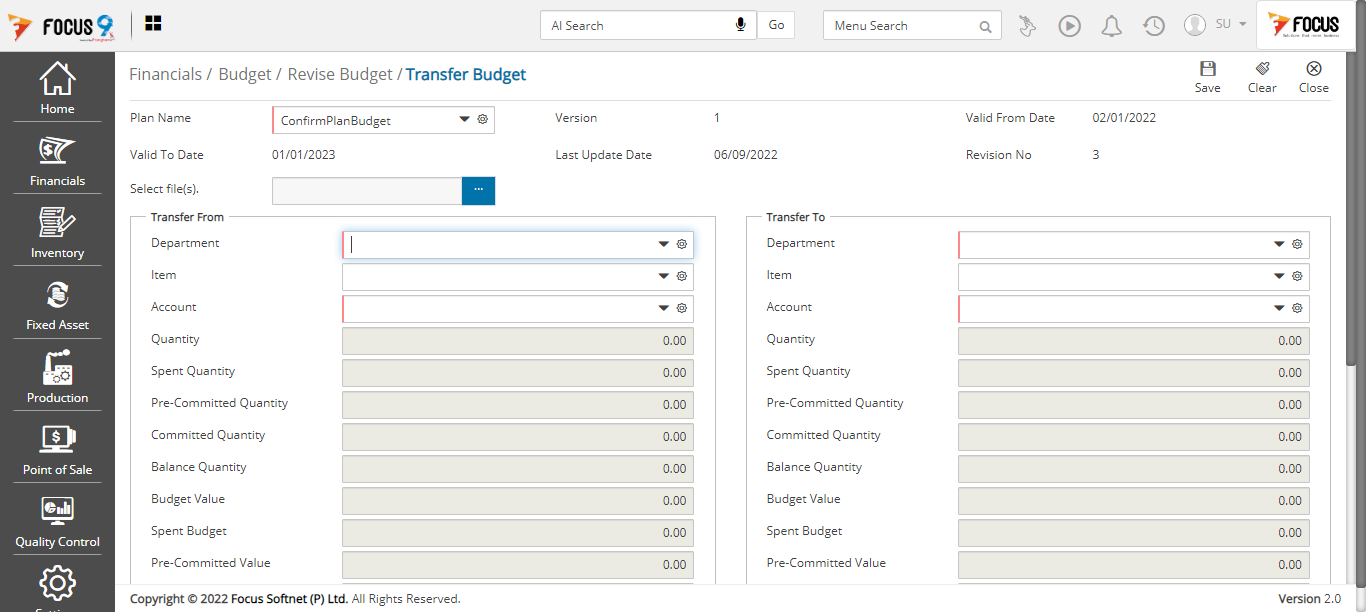 FOCUS 9
AI Search
Go
Menu Search
SU
FOCUS
Home
Financials
Inventory
Fixed Asset
Production
Point of Sale
Quality Control
Financials / Budget / Revise Budget / Transfer Budget
Save
Clear
Close
Plan Name
ConfirmPlanBudget
Version
1
Valid From Date
02/01/2022
Valid To Date
01/01/2023
Last Update Date
06/09/2022
Revision No
3
Select file(s).
...
Transfer From
Department
Item
Account
Quantity
0.00
Spent Quantity
0.00
Pre-Committed Quantity
0.00
Committed Quantity
0.00
Balance Quantity
0.00
Budget Value
0.00
Spent Budget
0.00
Pre-Committed Value
0.00
Transfer To
Department
Item
Account
Quantity
0.00
Spent Quantity
0.00
Pre-Committed Quantity
0.00
Committed Quantity
0.00
Balance Quantity
0.00
Budget Value
0.00
Spent Budget
0.00
Pre-Committed Value
0.00
Copyright © 2022 Focus Softnet (P) Ltd. All Rights Reserved.
Version 2.0